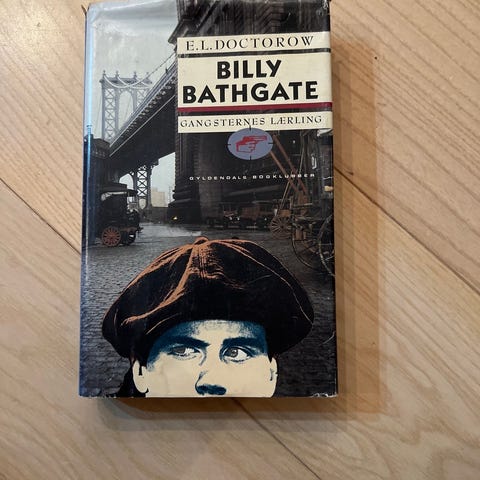 E.L.DOCTOROW
BILLY
BATHGATE
GANGSTERNES LÆRLING
GYLDENDALS BOGKLUBBER